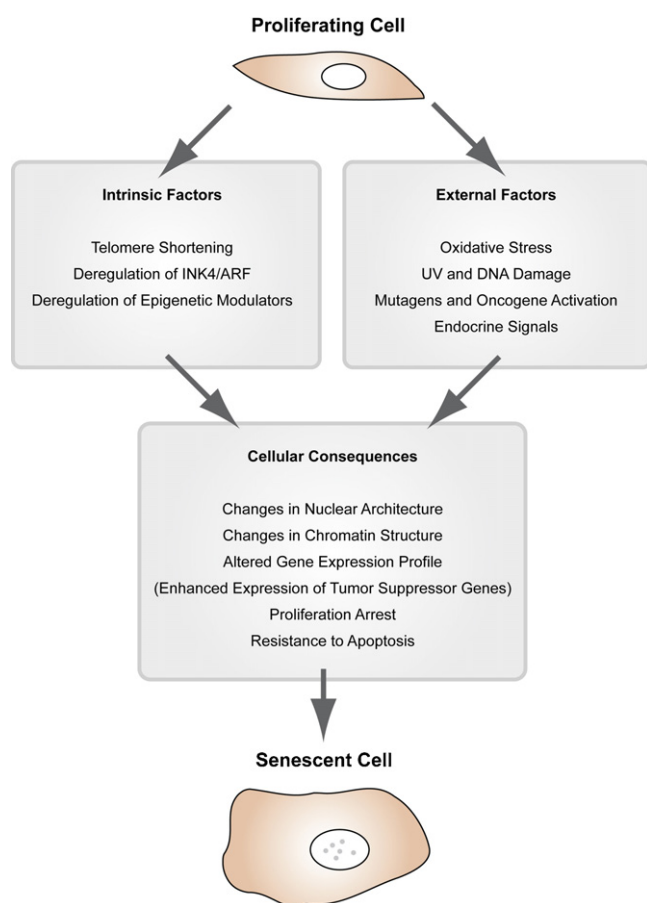 Proliferating Cell
Intrinsic Factors
Telomere Shortening
Deregulation of INK4/ARF
Deregulation of Epigenetic Modulators
External Factors
Oxidative Stress
UV and DNA Damage
Mutagens and Oncogene Activation
Endocrine Signals
Cellular Consequences
Changes in Nuclear Architecture
Changes in Chromatin Structure
Altered Gene Expression Profile
(Enhanced Expression of Tumor Suppressor Genes)
Proliferation Arrest
Resistance to Apoptosis
Senescent Cell